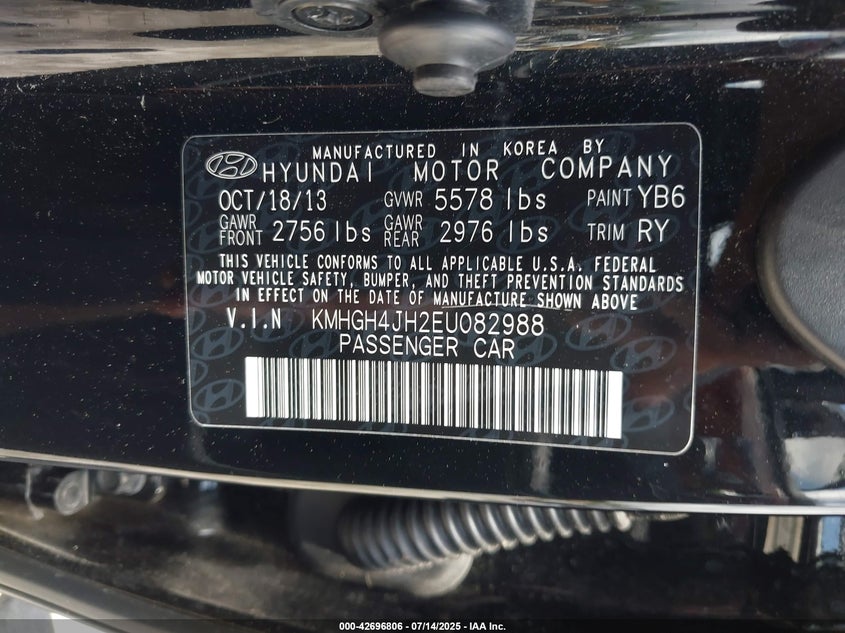 MANUFACTURED IN KOREA BY
HYUNDAI MOTOR COMPANY
OCT/18/13 GVWR 5578 lbs PAINT YB6
GAWR FRONT 2756 lbs GAWR REAR 2976 lbs TRIM RY
THIS VEHICLE CONFORMS TO ALL APPLICABLE U.S.A. FEDERAL
MOTOR VEHICLE SAFETY, BUMPER, AND THEFT PREVENTION STANDARDS
IN EFFECT ON THE DATE OF MANUFACTURE SHOWN ABOVE
V.I.N KMHGH4JH2EU082988
PASSENGER CAR
000-42696806 / 07/14/2025 - IAA Inc.